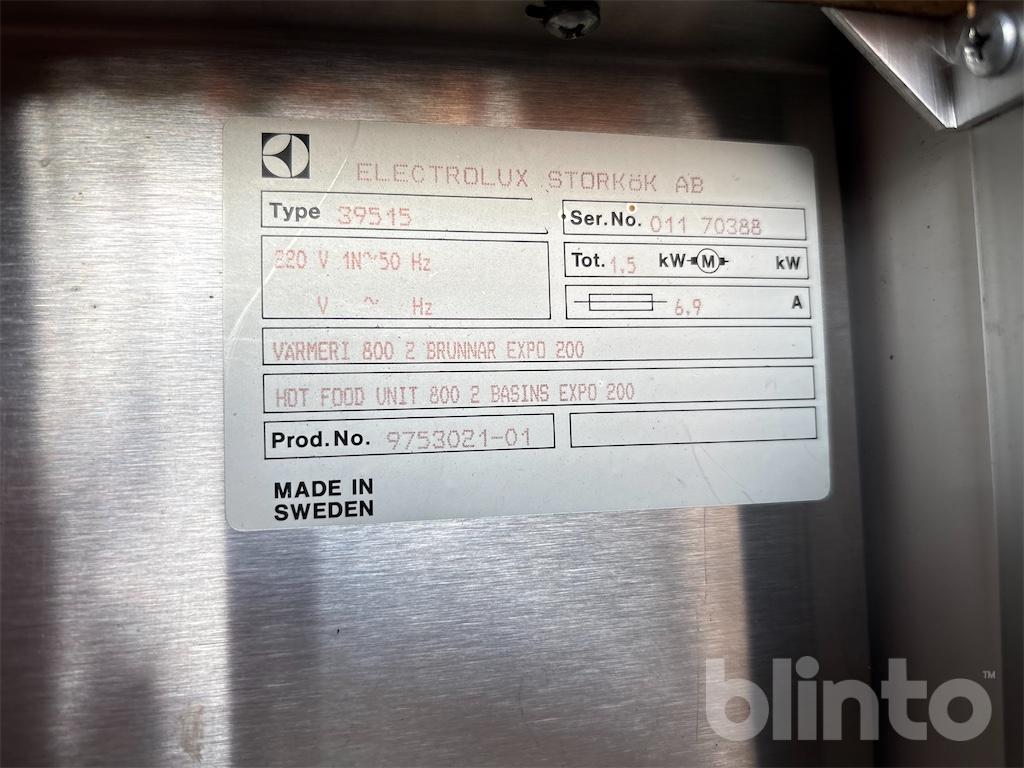 ELECTROLUX STORKöK AB
Type 39515
Ser.No. 011 70388
220 V 1N~50 Hz
V ~ Hz
Tot. 1,5 kW M kW
6,9 A
VÄRMERI 800 2 BRUNNAR EXPO 200
HOT FOOD UNIT 800 2 BASINS EXPO 200
Prod.No. 9753021-01
MADE IN
SWEDEN
blinto™